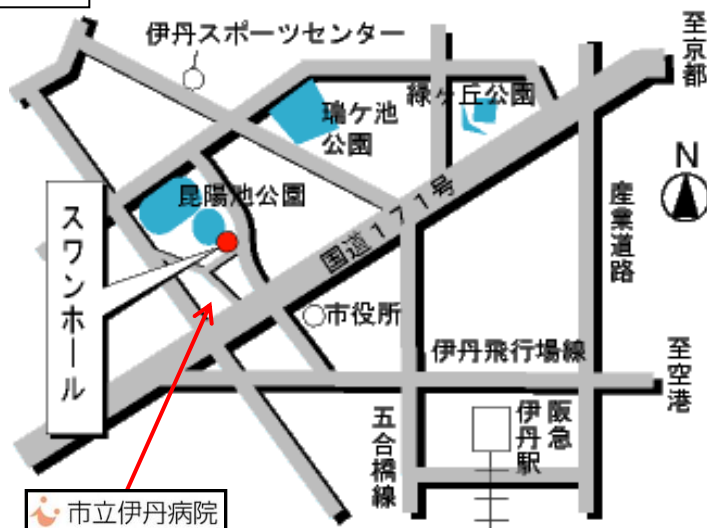 伊丹スポーツセンター
至京都
緑ヶ丘公園
瑞ケ池
公園
N
昆陽池公園
国道171号
産業道路
スワンホール
市役所
伊丹飛行場線
至空港
五合橋線
阪急
伊丹駅
市立伊丹病院